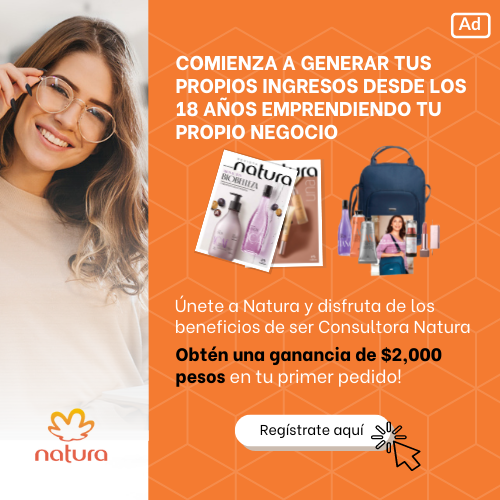 Ad
COMIENZA A GENERAR TUS
PROPIOS INGRESOS DESDE LOS
18 AÑOS EMPRENDIENDO TU
PROPIO NEGOCIO
natura
BIOBELLEZA
Únete a Natura y disfruta de los
beneficios de ser Consultora Natura
Obtén una ganancia de $2,000
pesos en tu primer pedido!
Regístrate aquí
natura